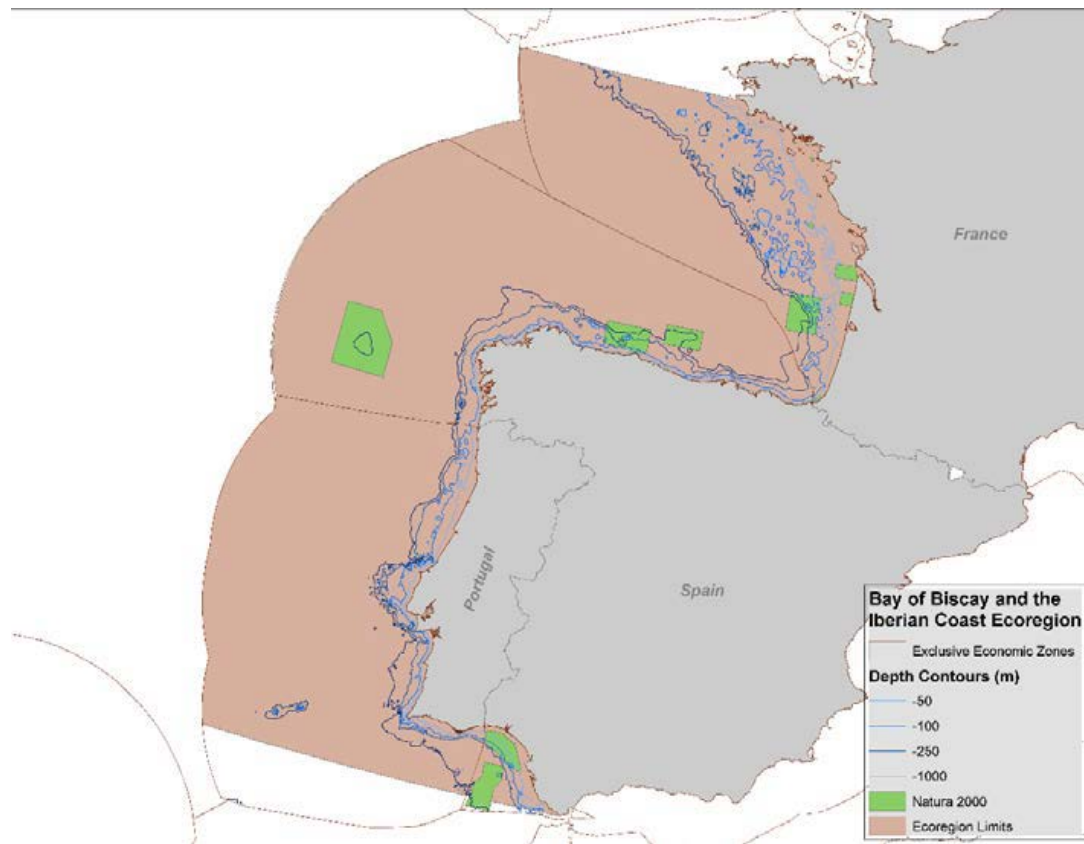 France
Portugal
Spain
Bay of Biscay and the
Iberian Coast Ecoregion
Exclusive Economic Zones
Depth Contours (m)
-50
-100
-250
-1000
Natura 2000
Ecoregion Limits